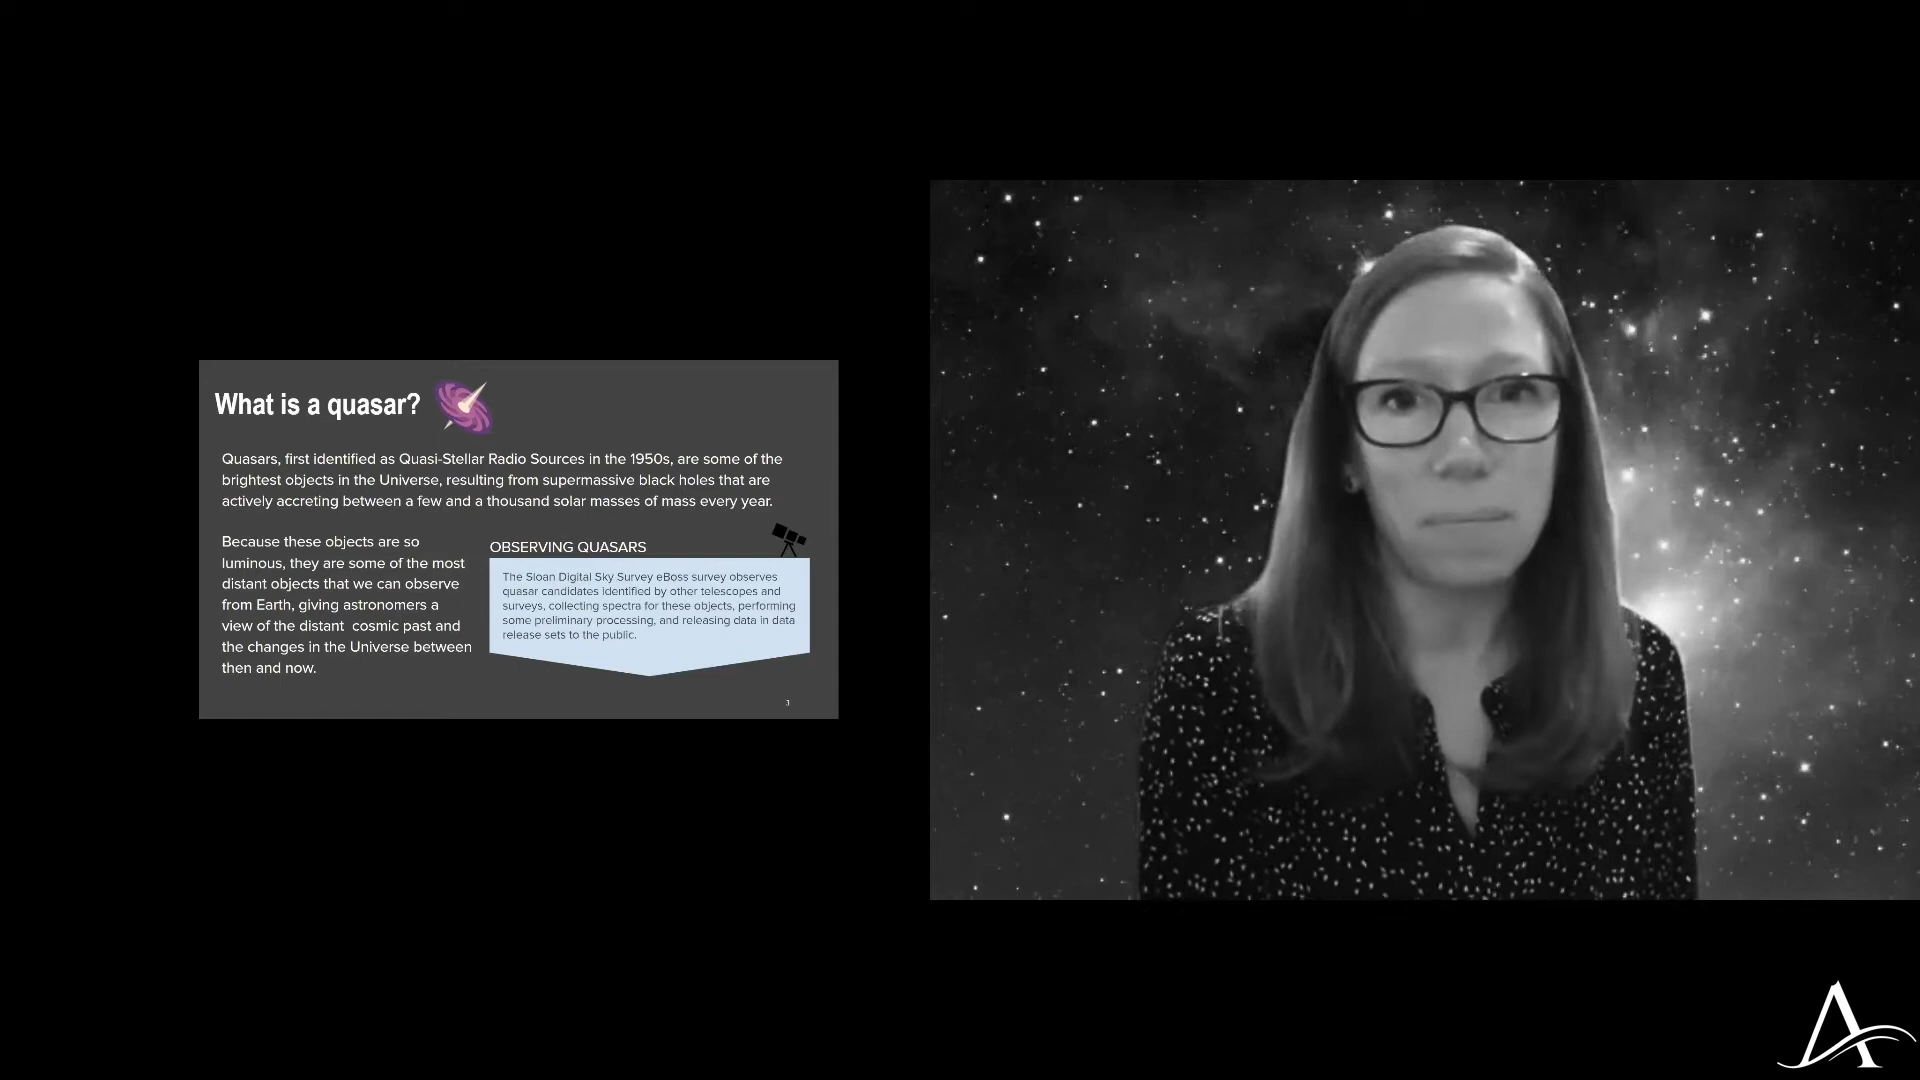 What is a quasar?
Quasars, first identified as Quasi-Stellar Radio Sources in the 1950s, are some of the
brightest objects in the Universe, resulting from supermassive black holes that are
actively accreting between a few and a thousand solar masses of mass every year.
Because these objects are so
luminous, they are some of the most
distant objects that we can observe
from Earth, giving astronomers a
view of the distant cosmic past and
the changes in the Universe between
then and now.
OBSERVING QUASARS
The Sloan Digital Sky Survey eBoss survey observes
quasar candidates identified by other telescopes and
surveys, collecting spectra for these objects, performing
some preliminary processing, and releasing data in data
release sets to the public.
3
A